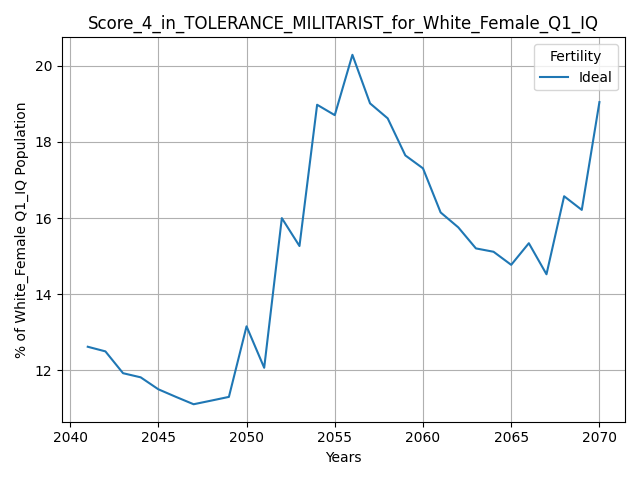 Score_4_in_TOLERANCE_MILITARIST_for_White_Female_Q1_IQ
Fertility
Ideal
% of White_Female Q1_IQ Population
20
18
16
14
12
2040
2045
2050
2055
2060
2065
2070
Years